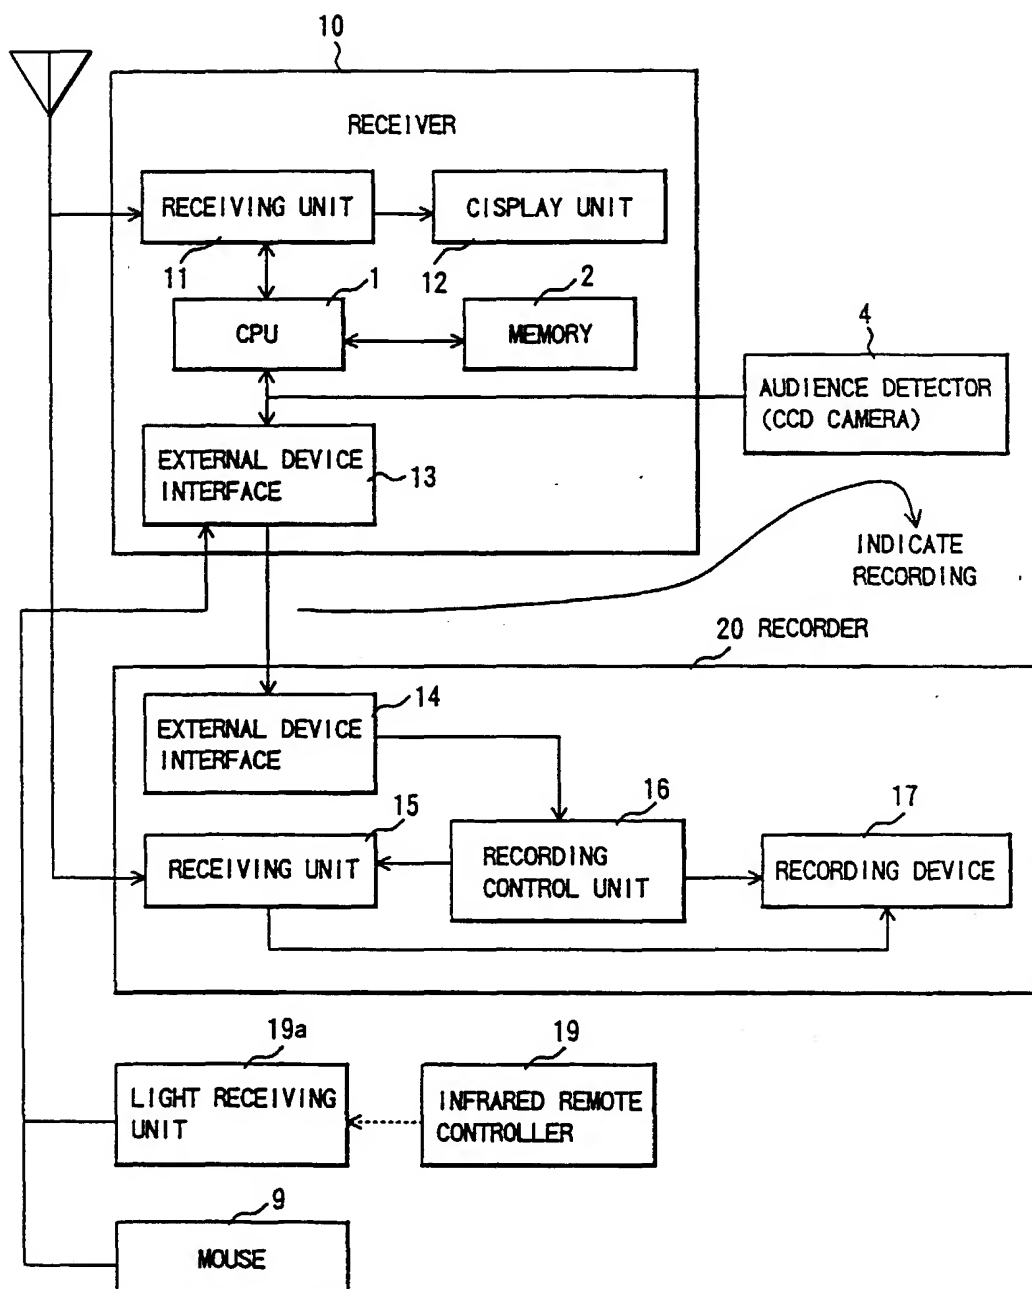 10
RECEIVER
RECEIVING UNIT
CISPLAY UNIT
11
12
1
2
CPU
MEMORY
4
AUDIENCE DETECTOR
(CCD CAMERA)
EXTERNAL DEVICE
INTERFACE
13
INDICATE
RECORDING
20 RECORDER
14
EXTERNAL DEVICE
INTERFACE
15
16
17
RECEIVING UNIT
RECORDING
CONTROL UNIT
RECORDING DEVICE
19a
19
LIGHT RECEIVING
UNIT
INFRARED REMOTE
CONTROLLER
9
MOUSE